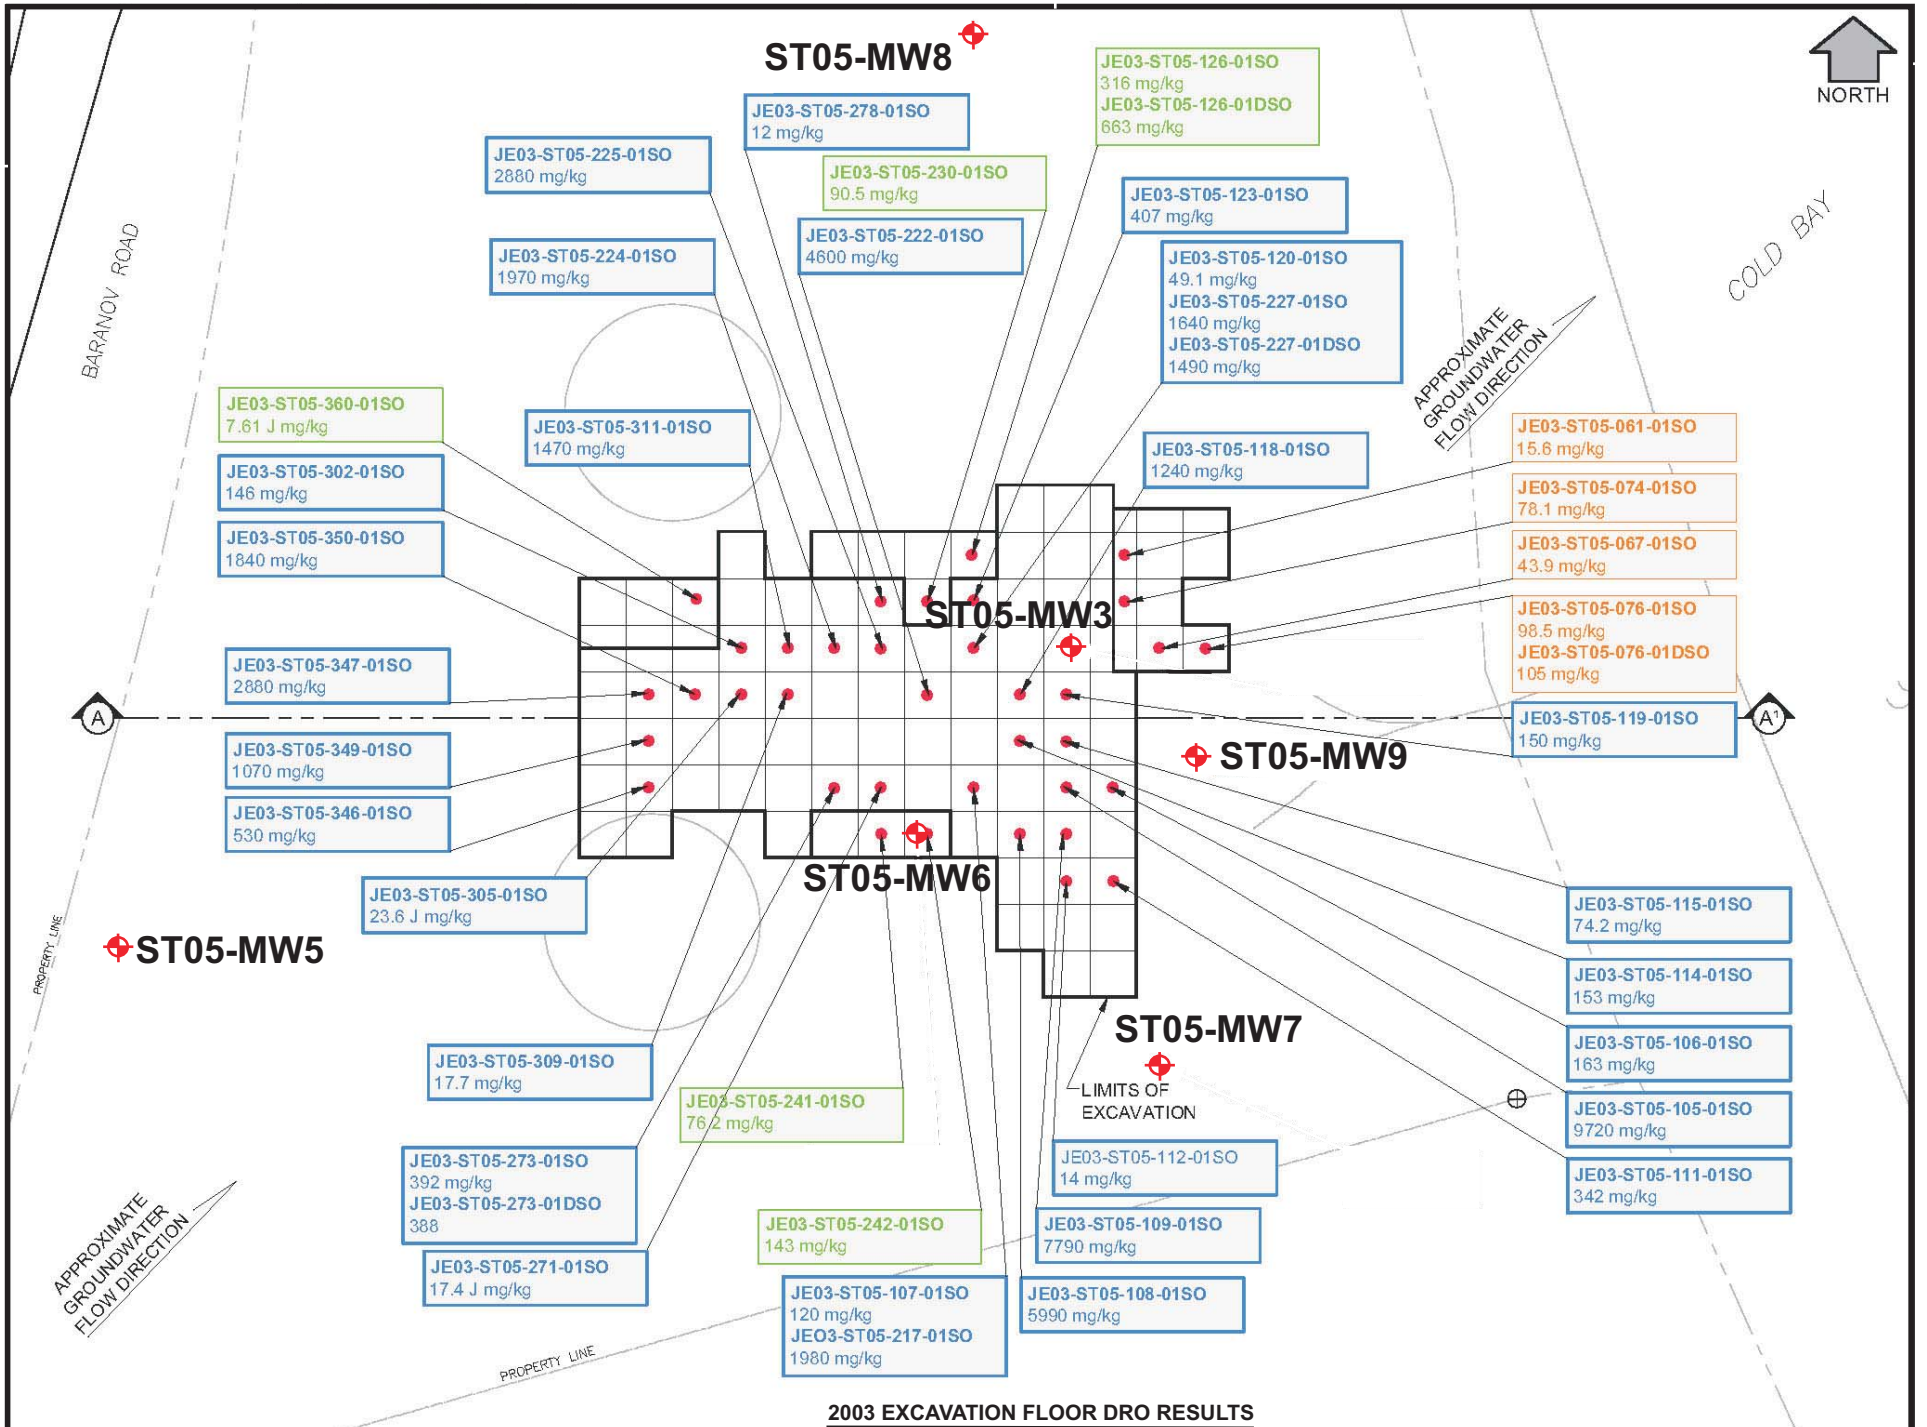 ST05-MW8
NORTH
JE03-ST05-126-01SO
316 mg/kg
JE03-ST05-126-01DSO
663 mg/kg
JE03-ST05-278-01SO
12 mg/kg
JE03-ST05-225-01SO
2880 mg/kg
JE03-ST05-230-01SO
90.5 mg/kg
JE03-ST05-123-01SO
407 mg/kg
JE03-ST05-222-01SO
4600 mg/kg
JE03-ST05-224-01SO
1970 mg/kg
JE03-ST05-120-01SO
49.1 mg/kg
JE03-ST05-227-01SO
1640 mg/kg
JE03-ST05-227-01DSO
1490 mg/kg
COLD BAY
BARANOV ROAD
APPROXIMATE
GROUNDWATER
FLOW DIRECTION
JE03-ST05-360-01SO
7.61 J mg/kg
JE03-ST05-311-01SO
1470 mg/kg
JE03-ST05-118-01SO
1240 mg/kg
JE03-ST05-061-01SO
15.6 mg/kg
JE03-ST05-302-01SO
146 mg/kg
JE03-ST05-074-01SO
78.1 mg/kg
JE03-ST05-350-01SO
1840 mg/kg
JE03-ST05-067-01SO
43.9 mg/kg
ST05-MW3
JE03-ST05-076-01SO
98.5 mg/kg
JE03-ST05-076-01DSO
105 mg/kg
JE03-ST05-347-01SO
2880 mg/kg
A
A'
JE03-ST05-119-01SO
150 mg/kg
JE03-ST05-349-01SO
1070 mg/kg
ST05-MW9
JE03-ST05-346-01SO
530 mg/kg
ST05-MW6
JE03-ST05-305-01SO
23.6 J mg/kg
JE03-ST05-115-01SO
74.2 mg/kg
PROPERTY LINE
ST05-MW5
JE03-ST05-114-01SO
153 mg/kg
ST05-MW7
JE03-ST05-309-01SO
17.7 mg/kg
JE03-ST05-106-01SO
163 mg/kg
LIMITS OF
EXCAVATION
JE03-ST05-241-01SO
76.2 mg/kg
JE03-ST05-105-01SO
9720 mg/kg
JE03-ST05-273-01SO
392 mg/kg
JE03-ST05-273-01DSO
388
JE03-ST05-112-01SO
14 mg/kg
JE03-ST05-111-01SO
342 mg/kg
APPROXIMATE
GROUNDWATER
FLOW DIRECTION
JE03-ST05-242-01SO
143 mg/kg
JE03-ST05-109-01SO
7790 mg/kg
JE03-ST05-271-01SO
17.4 J mg/kg
JE03-ST05-107-01SO
120 mg/kg
JEO3-ST05-217-01SO
1980 mg/kg
JE03-ST05-108-01SO
5990 mg/kg
PROPERTY LINE
2003 EXCAVATION FLOOR DRO RESULTS